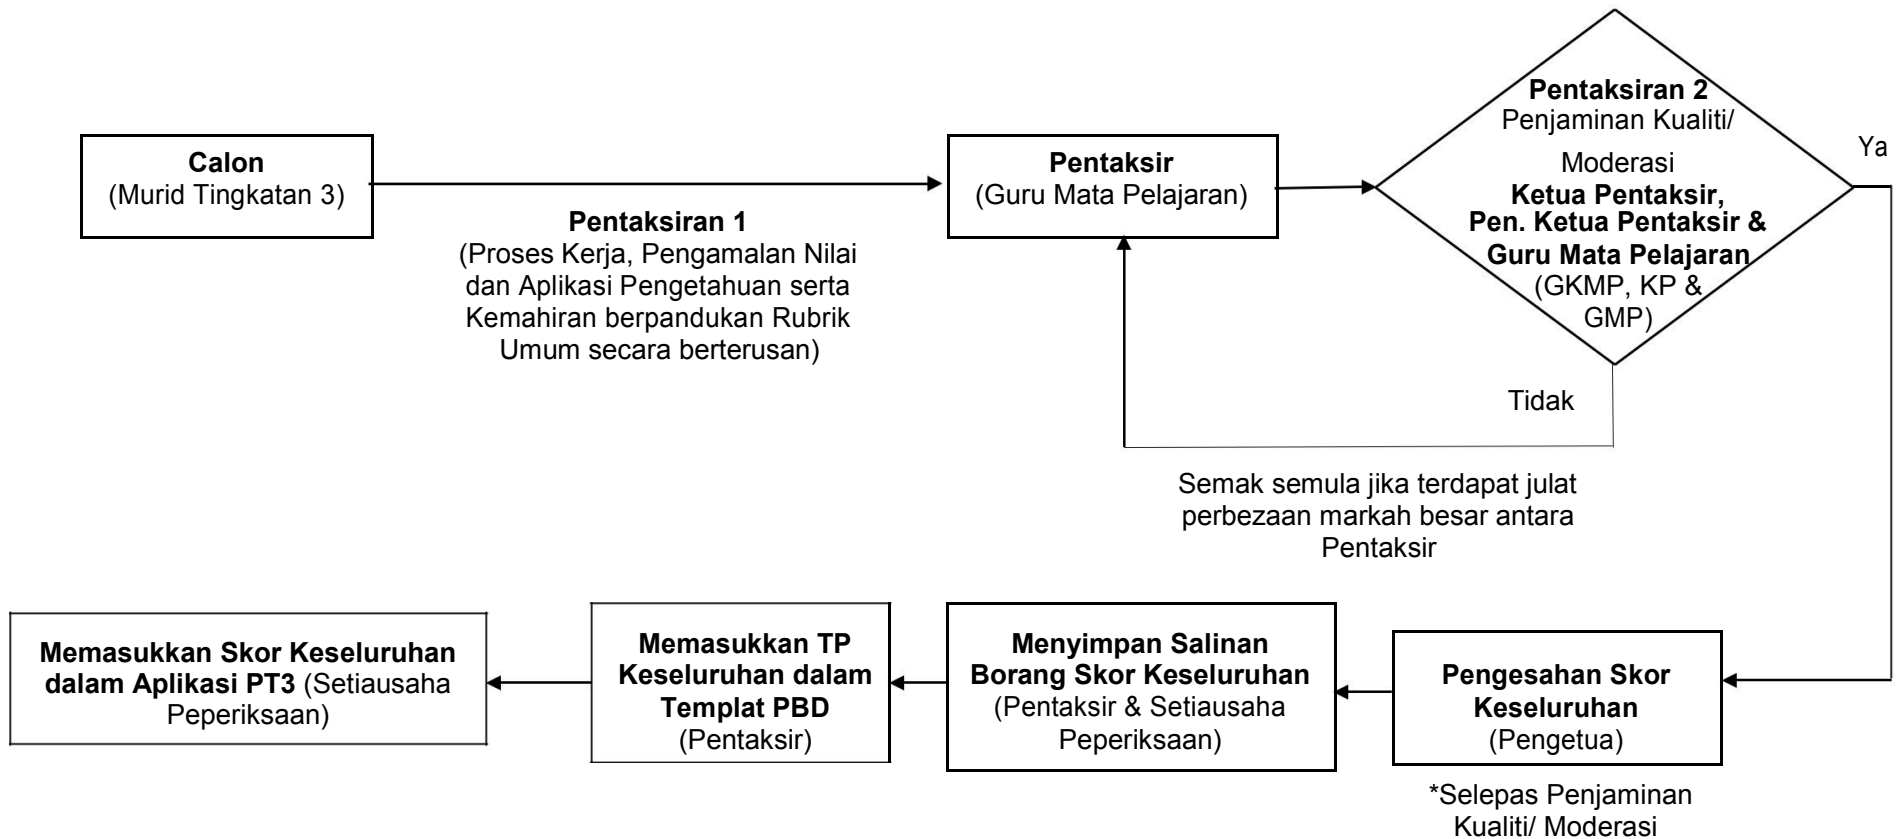 Calon
(Murid Tingkatan 3)
Pentaksiran 1
(Proses Kerja, Pengamalan Nilai
dan Aplikasi Pengetahuan serta
Kemahiran berpandukan Rubrik
Umum secara berterusan)
Pentaksir
(Guru Mata Pelajaran)
Pentaksiran 2
Penjaminan Kualiti/
Moderasi
Ketua Pentaksir,
Pen. Ketua Pentaksir &
Guru Mata Pelajaran
(GKMP, KP &
GMP)
Ya
Tidak
Semak semula jika terdapat julat
perbezaan markah besar antara
Pentaksir
Pengesahan Skor
Keseluruhan
(Pengetua)
*Selepas Penjaminan
Kualiti/ Moderasi
Menyimpan Salinan
Borang Skor Keseluruhan
(Pentaksir & Setiausaha
Peperiksaan)
Memasukkan TP
Keseluruhan dalam
Templat PBD
(Pentaksir)
Memasukkan Skor Keseluruhan
dalam Aplikasi PT3 (Setiausaha
Peperiksaan)